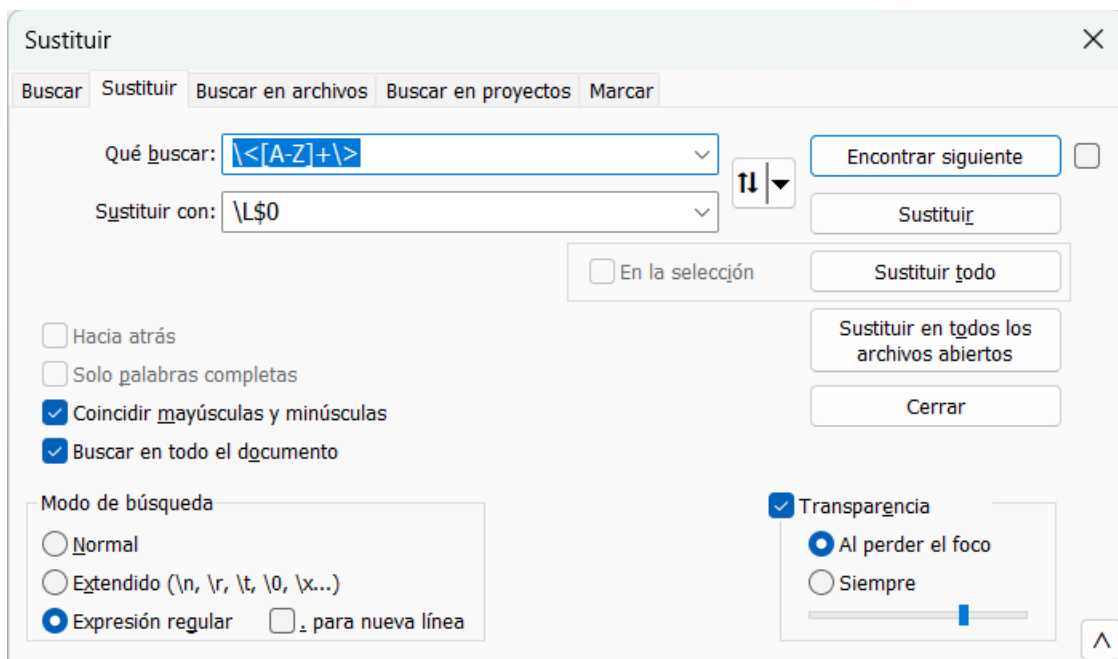 Sustituir
Buscar Sustituir Buscar en archivos Buscar en proyectos Marcar
Qué buscar: \<[A-Z]+\> Encontrar siguiente
Sustituir con: \L$0 Sustituir
En la selección Sustituir todo
Sustituir en todos los
archivos abiertos
Hacia atrás
Solo palabras completas
Coincidir mayúsculas y minúsculas Cerrar
Buscar en todo el documento
Modo de búsqueda Transparencia
Normal Al perder el foco
Extendido (\n, \r, \t, \0, \x...) Siempre
Expresión regular . para nueva línea